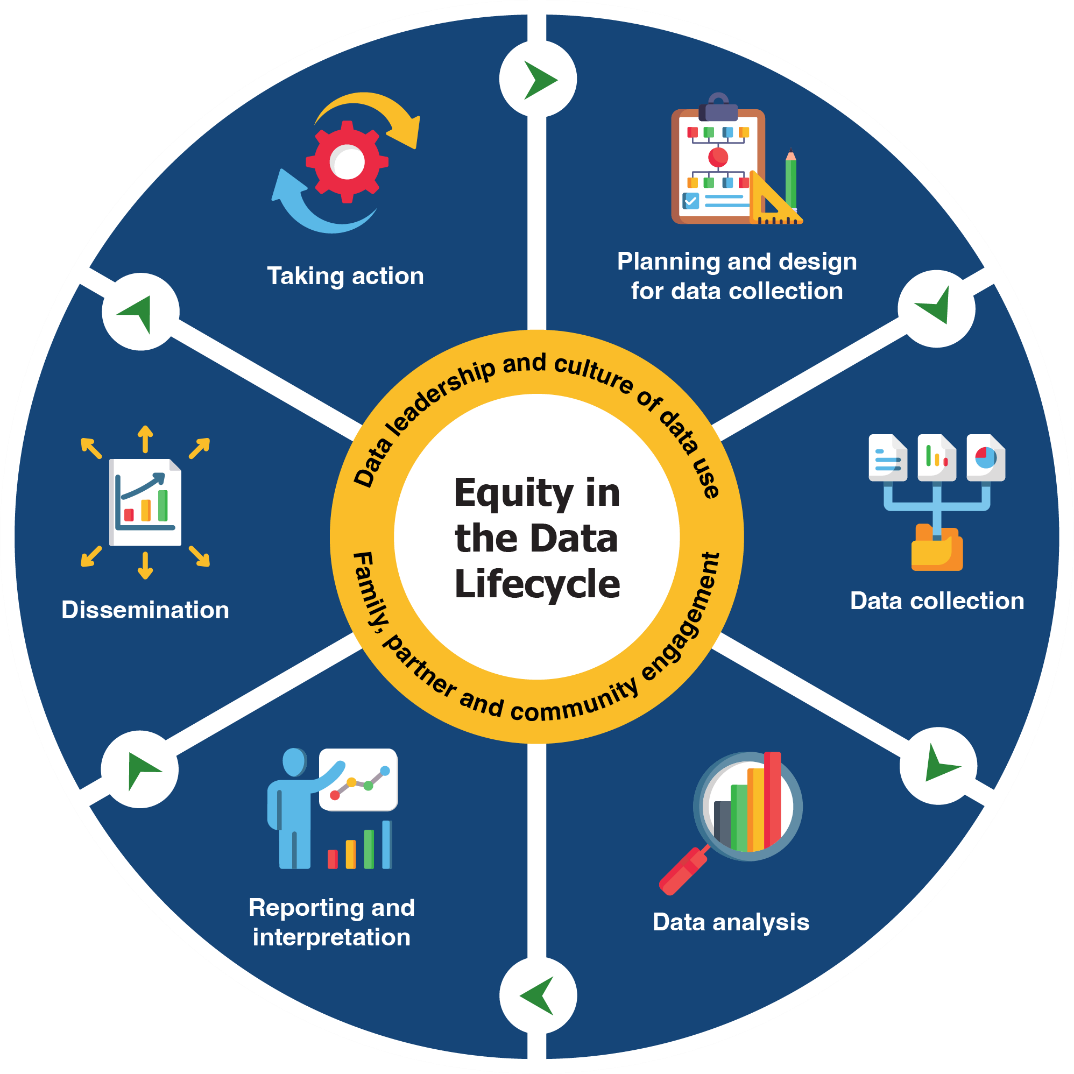 Taking action
Planning and design
for data collection
Data leadership and culture of data use
Equity in
the Data
Lifecycle
Family, partner and community engagement
Dissemination
Data collection
Reporting and
interpretation
Data analysis